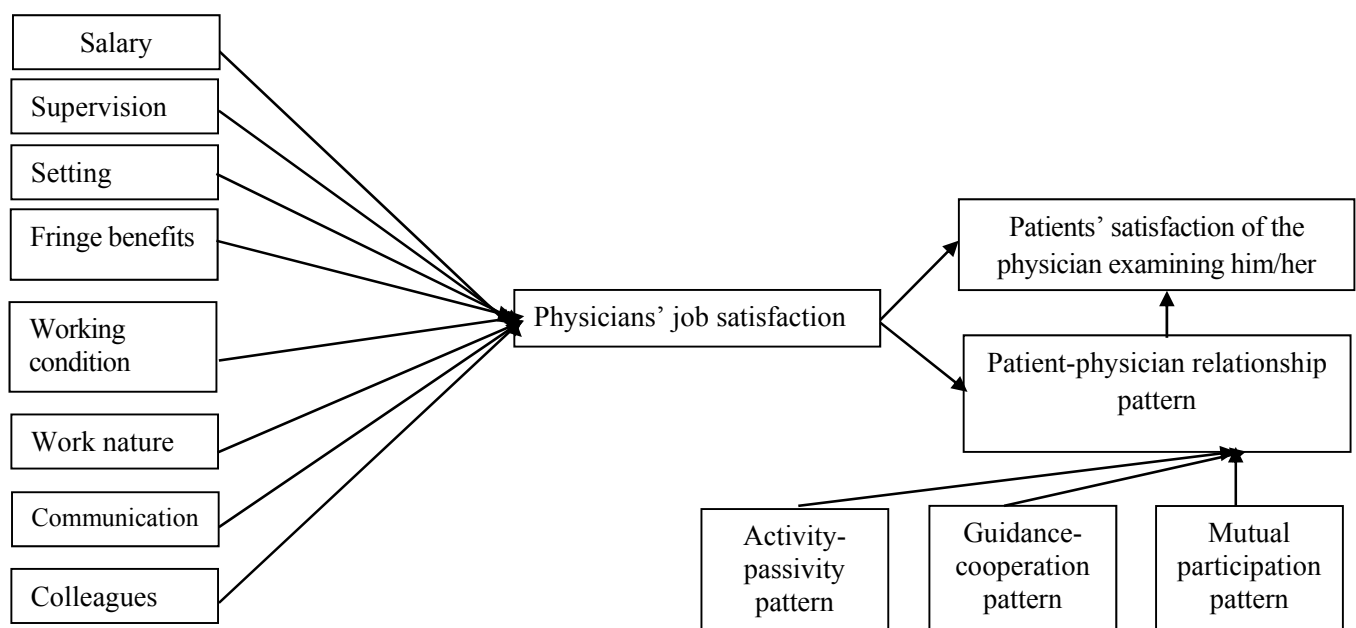 Salary
Supervision
Setting
Fringe benefits
Working
condition
Work nature
Communication
Colleagues
Physicians’ job satisfaction
Patients’ satisfaction of the
physician examining him/her
Patient-physician relationship
pattern
Activity-
passivity
pattern
Guidance-
cooperation
pattern
Mutual
participation
pattern